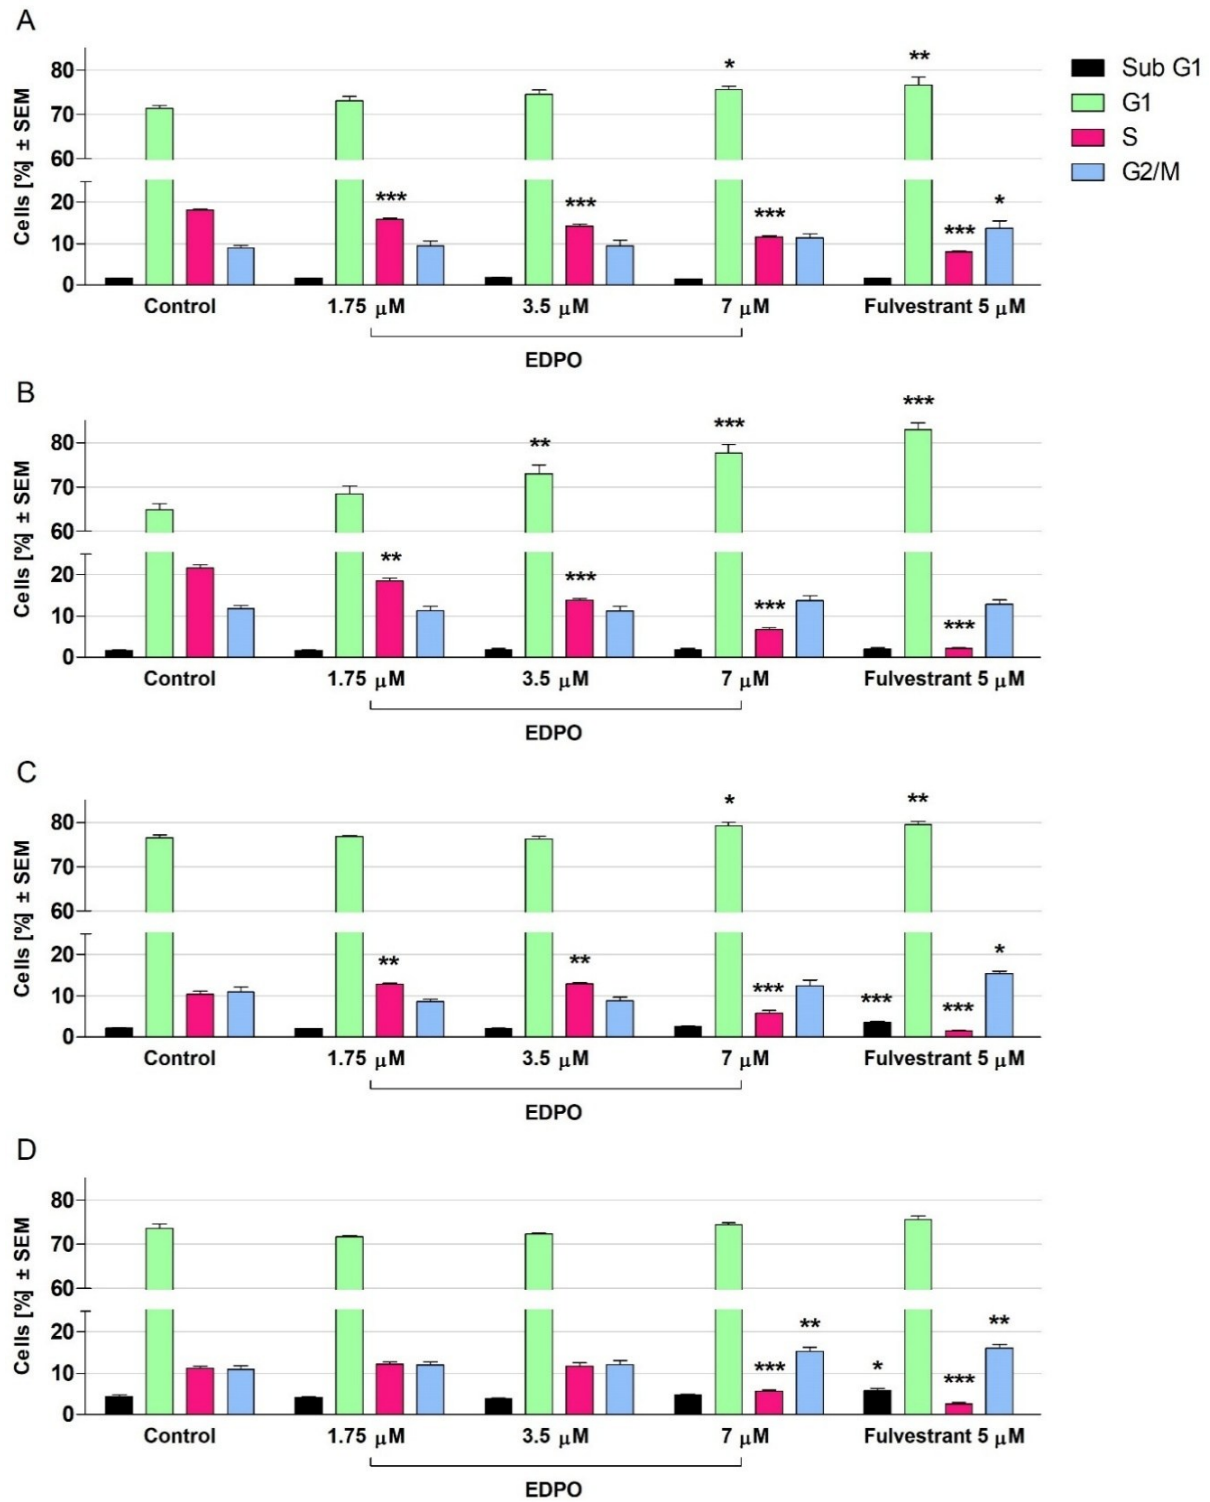 A
Cells [%] ± SEM
80
70
60
20
10
0
* **
*** *** *** *** *
Control 1.75 μM 3.5 μM 7 μM Fulvestrant 5 μM
EDPO
Sub G1
G1
S
G2/M
B
Cells [%] ± SEM
80
70
60
20
10
0
** *** ***
** *** *** ***
Control 1.75 μM 3.5 μM 7 μM Fulvestrant 5 μM
EDPO
C
Cells [%] ± SEM
80
70
60
20
10
0
* **
** ** *** *** *** *
Control 1.75 μM 3.5 μM 7 μM Fulvestrant 5 μM
EDPO
D
Cells [%] ± SEM
80
70
60
20
10
0
*** ** * *** **
Control 1.75 μM 3.5 μM 7 μM Fulvestrant 5 μM
EDPO